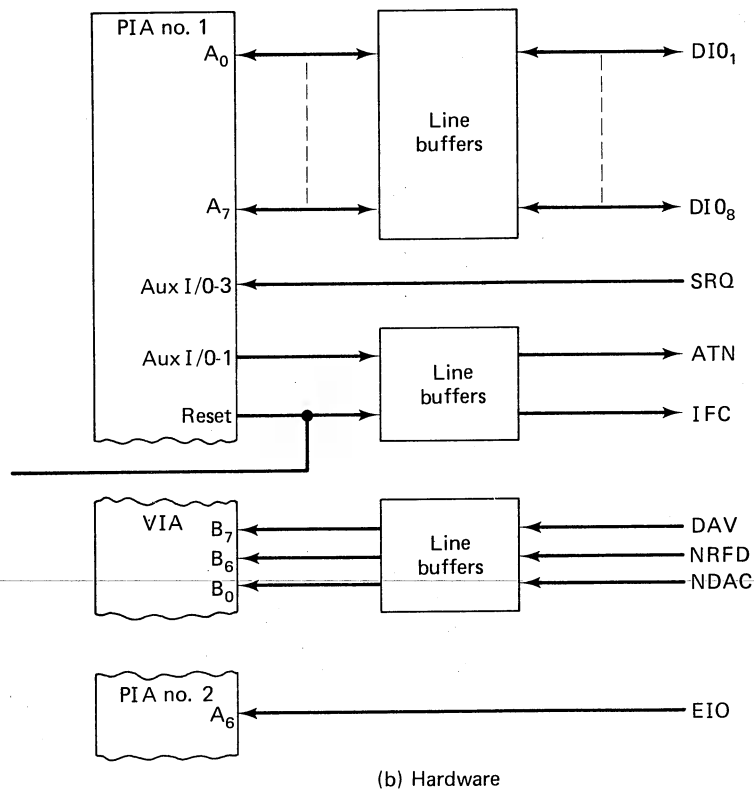 PIA no. 1
A0 DIO1
Line
buffers
A7 DIO8
Aux I/0-3 SRQ
Aux I/0-1 ATN
Line
buffers
Reset IFC
VIA
B7 DAV
Line
buffers
B6 NRFD
B0 NDAC
PIA no. 2
A6 EIO
(b) Hardware